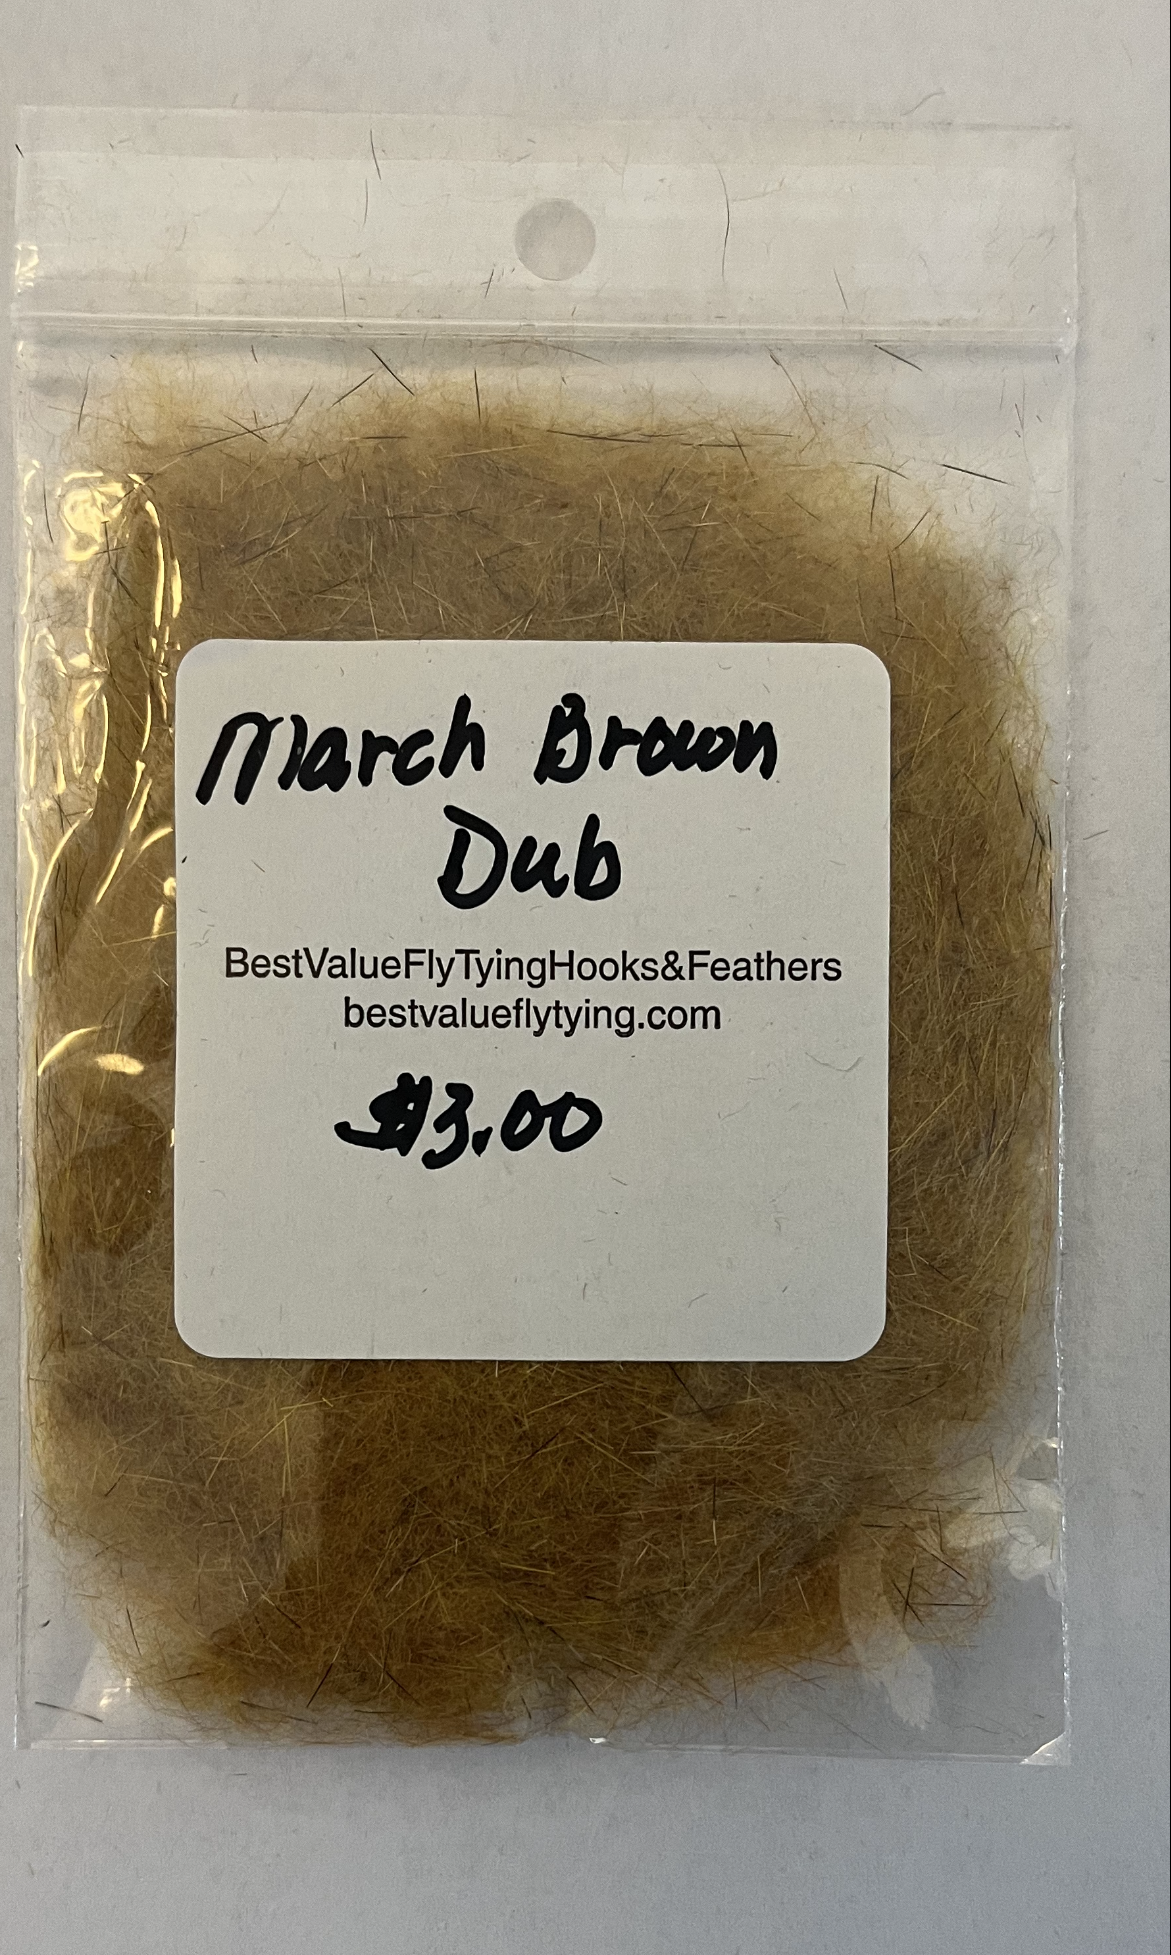 March Brown
Dub
BestValueFlyTyingHooks&Feathers
bestvalueflytying.com
$3.00